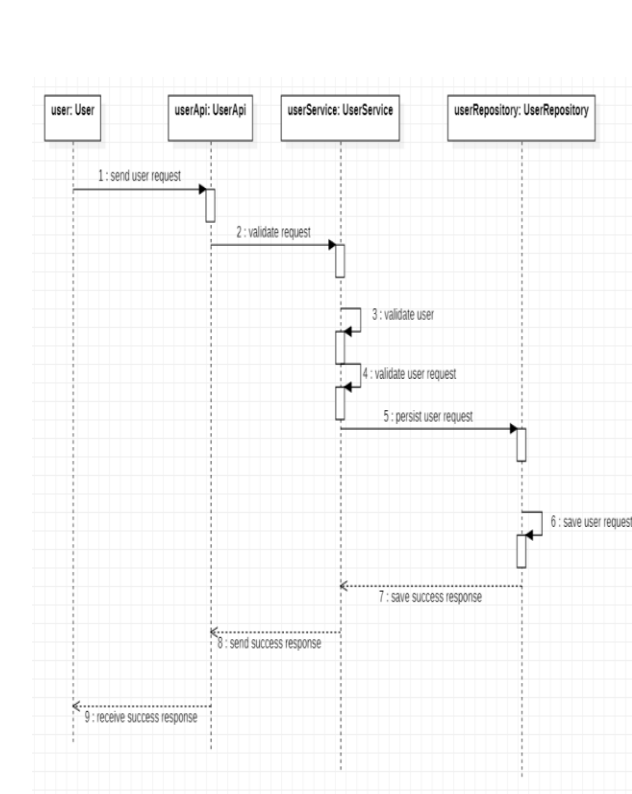 user: User
userApi: UserApi
userService: UserService
userRepository: UserRepository
1 : send user request
2 : validate request
3 : validate user
4 : validate user request
5 : persist user request
6 : save user request
7 : save success response
8 : send success response
9 : receive success response